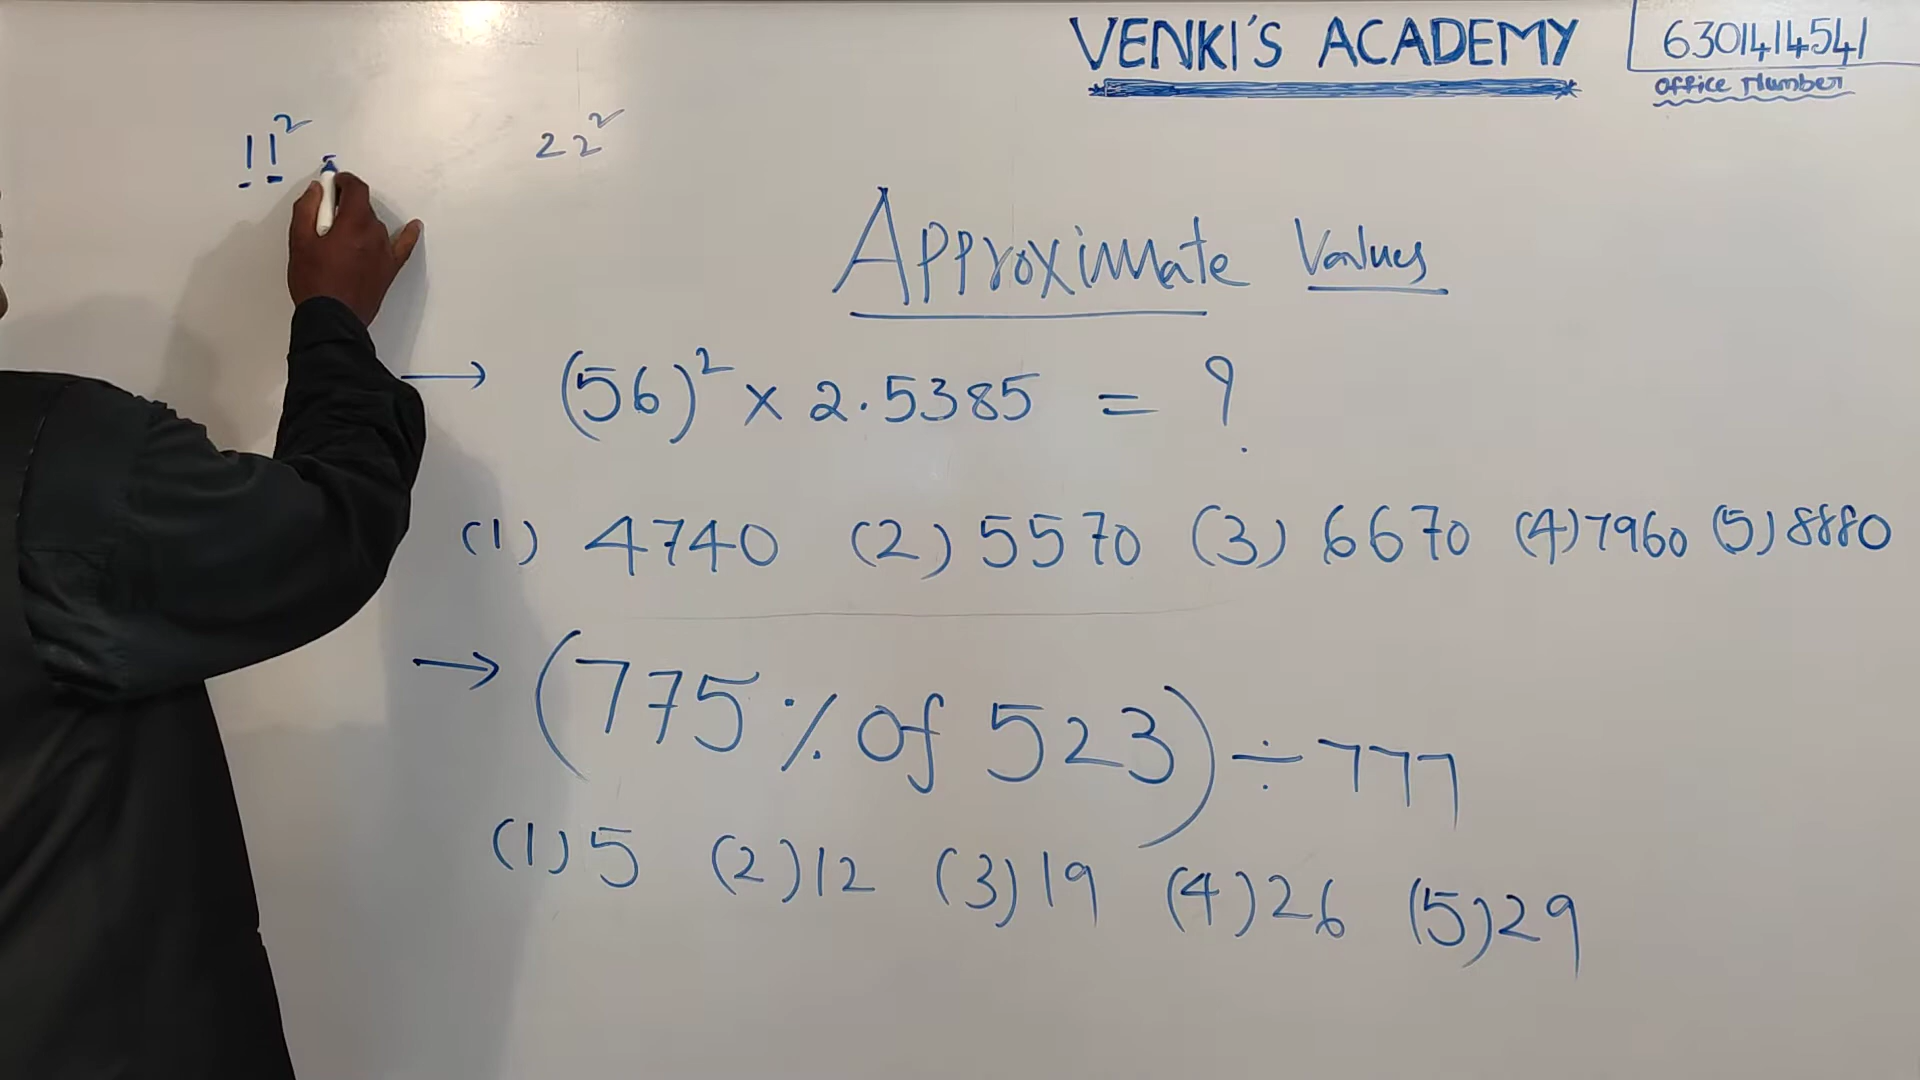 VENKI'S ACADEMY
6301414541
office Number
11²
22²
Approximate Values
→ (56)² × 2.5385 = ?
(1) 4740 (2) 5570 (3) 6670 (4) 7960 (5) 8880
→ (775% of 523) ÷ 777
(1) 5 (2) 12 (3) 19 (4) 26 (5) 29